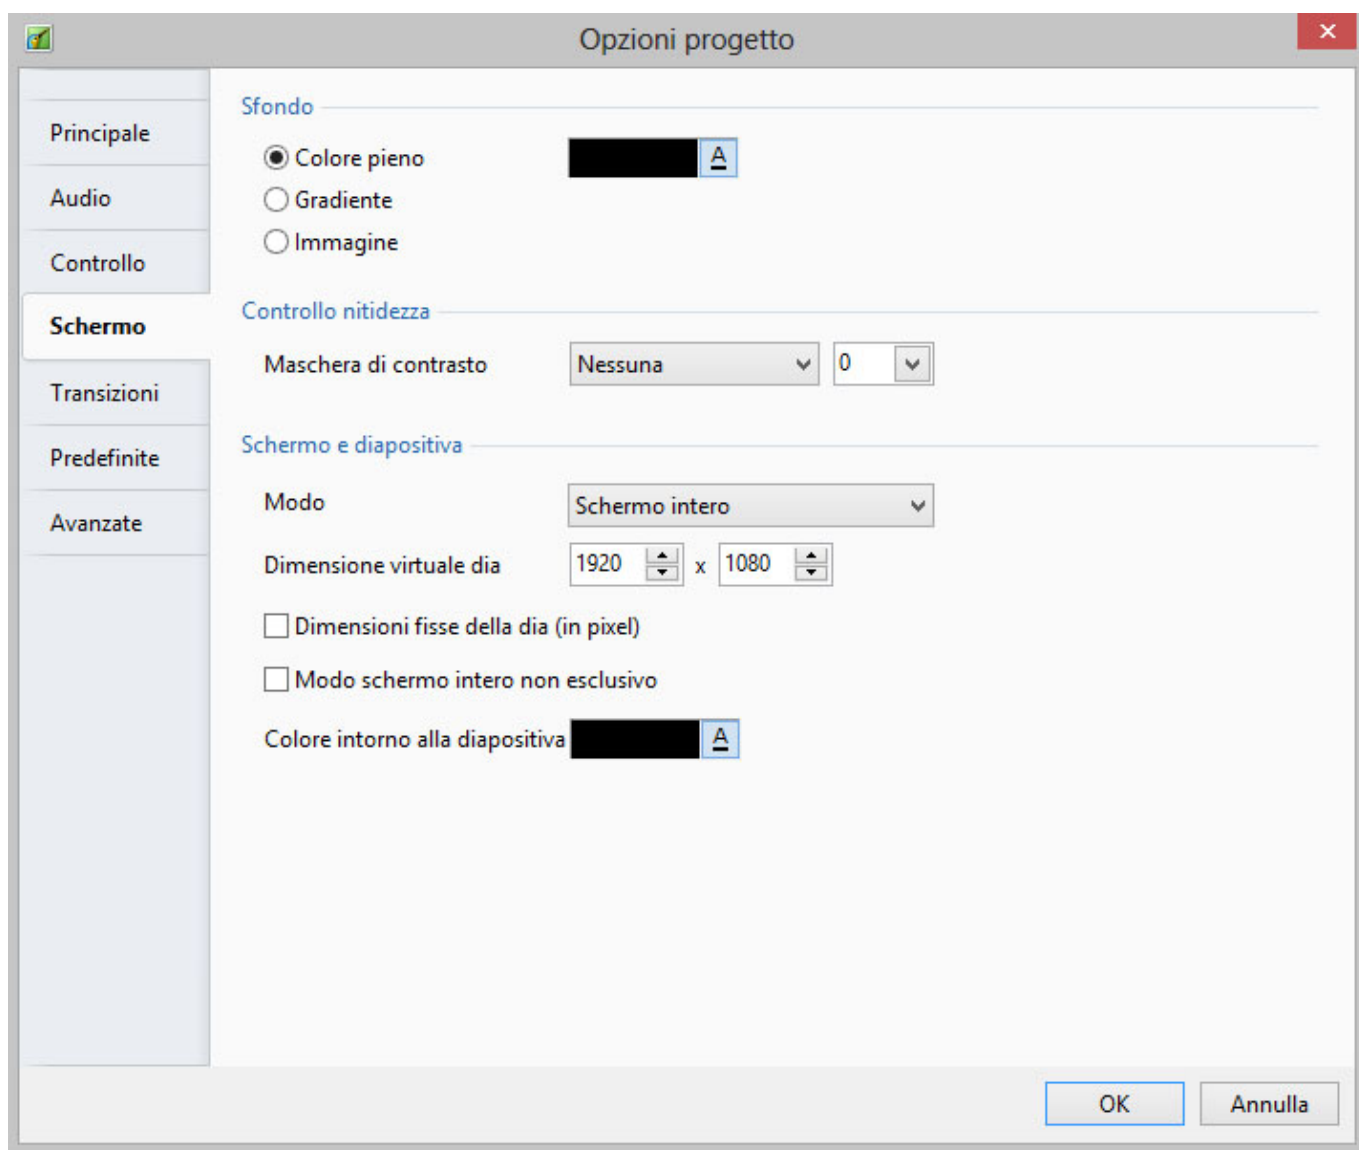 Opzioni progetto
Principale
Audio
Controllo
Schermo
Transizioni
Predefinite
Avanzate
Sfondo
Colore pieno A
Gradiente
Immagine
Controllo nitidezza
Maschera di contrasto Nessuna 0
Schermo e diapositiva
Modo Schermo intero
Dimensione virtuale dia 1920 x 1080
Dimensioni fisse della dia (in pixel)
Modo schermo intero non esclusivo
Colore intorno alla diapositiva A
OK Annulla